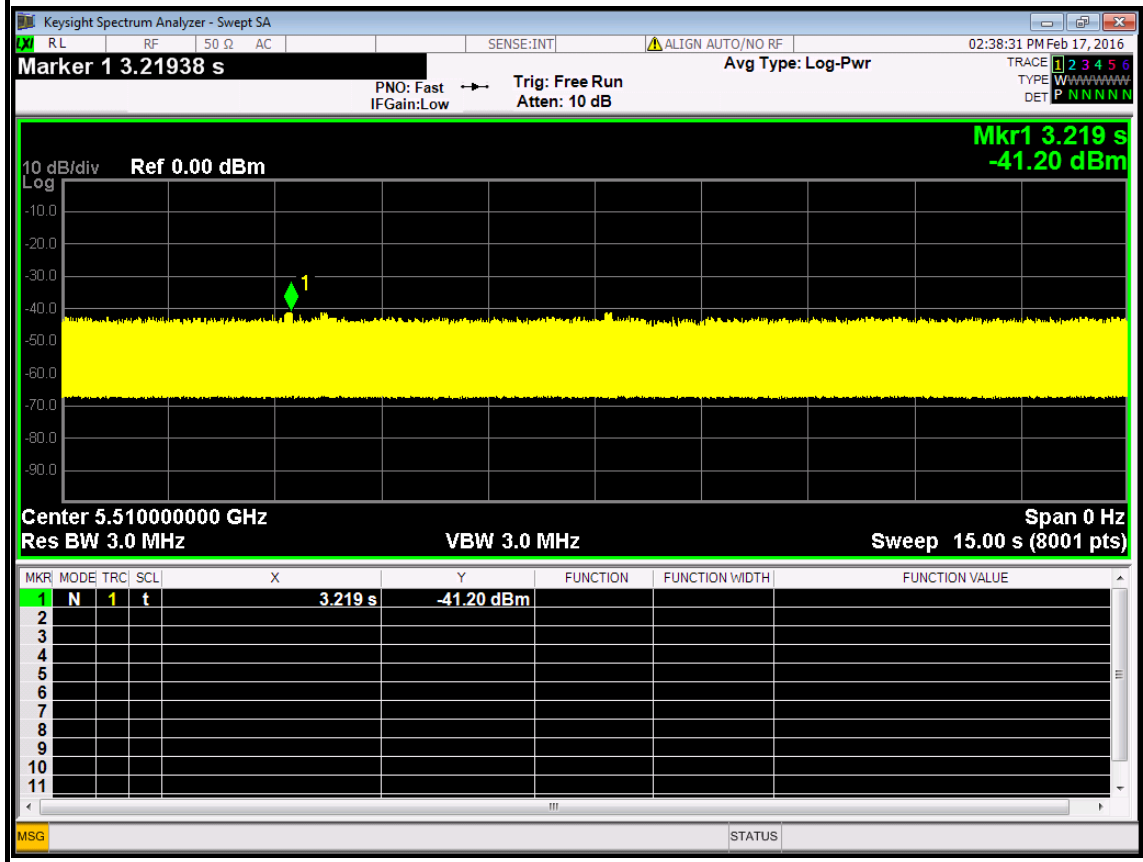 Keysight Spectrum Analyzer - Swept SA
LXI RL RF 50 Ω AC SENSE:INT ALIGN AUTO/NO RF 02:38:31 PM Feb 17, 2016
Marker 1 3.21938 s
PNO: Fast
IFGain:Low
Trig: Free Run
Atten: 10 dB
Avg Type: Log-Pwr
TRACE 1 2 3 4 5 6
TYPE WWWWWWW
DET P N N N N N
Mkr1 3.219 s
-41.20 dBm
10 dB/div Ref 0.00 dBm
Log
-10.0
-20.0
-30.0
1
-40.0
-50.0
-60.0
-70.0
-80.0
-90.0
Center 5.510000000 GHz Span 0 Hz
Res BW 3.0 MHz VBW 3.0 MHz Sweep 15.00 s (8001 pts)
MKR MODE TRC SCL X Y FUNCTION FUNCTION WIDTH FUNCTION VALUE
1 N 1 t 3.219 s -41.20 dBm
2
3
4
5
6
7
8
9
10
11
MSG STATUS